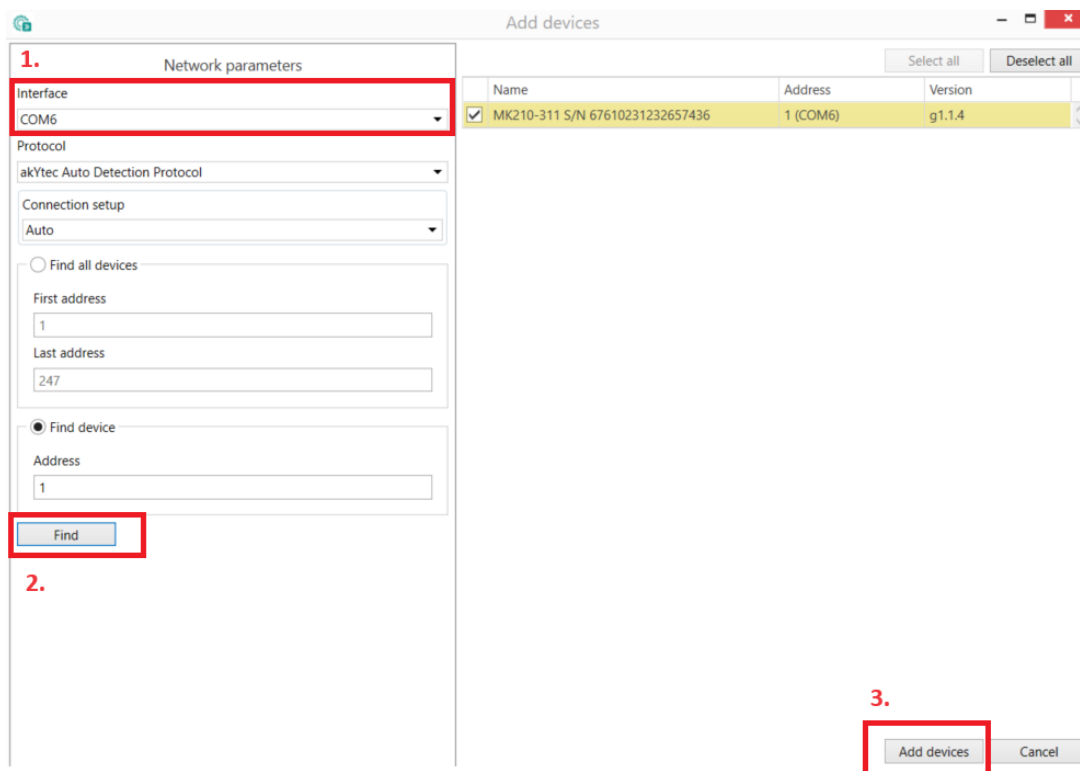 Add devices
1.
Network parameters
Interface
COM6
Protocol
akYtec Auto Detection Protocol
Connection setup
Auto
Find all devices
First address
1
Last address
247
Find device
Address
1
Find
2.
Select all Deselect all
Name Address Version
MK210-311 S/N 67610231232657436 1 (COM6) g1.1.4
3.
Add devices Cancel